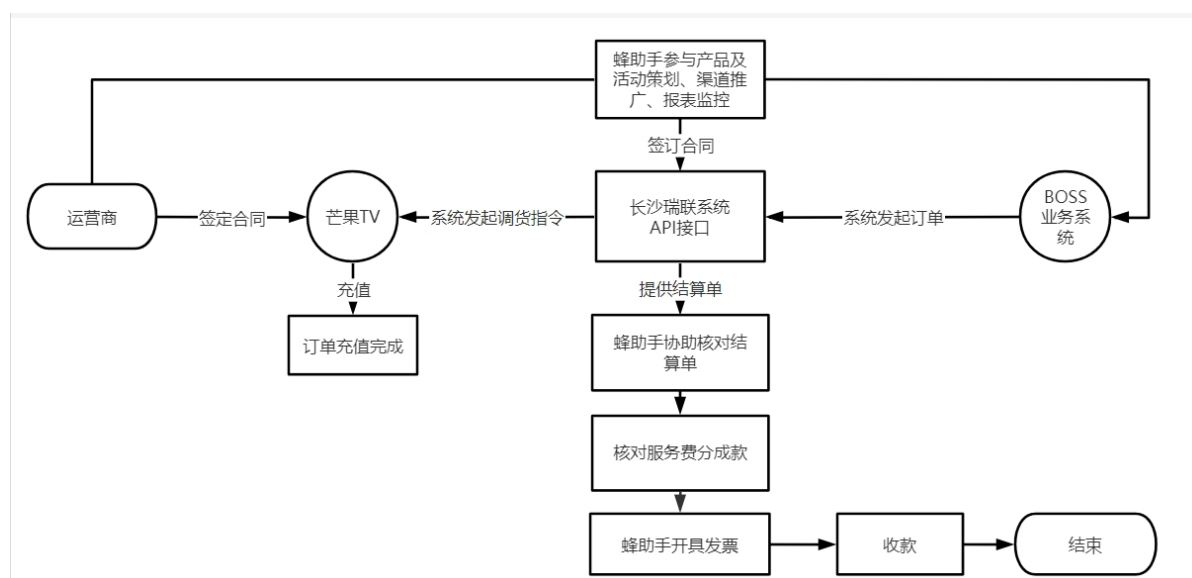 蜂助手参与产品及
活动策划、渠道推
广、报表监控
签订合同
运营商
签定合同
芒果TV
系统发起调货指令
长沙瑞联系统
API接口
系统发起订单
BOSS
业务系
统
充值
提供结算单
订单充值完成
蜂助手协助核对结
算单
核对服务费分成款
蜂助手开具发票
收款
结束